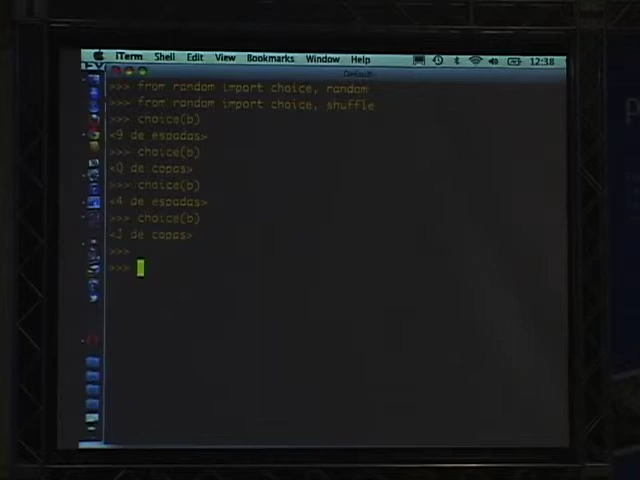 iTerm Shell Edit View Bookmarks Window Help 12:38
Default
>>> from random import choice, random
>>> from random import choice, shuffle
>>> choice(b)
<9 de espadas>
>>> choice(b)
<Q de copas>
>>> choice(b)
<4 de espadas>
>>> choice(b)
<J de copas>
>>>
>>>